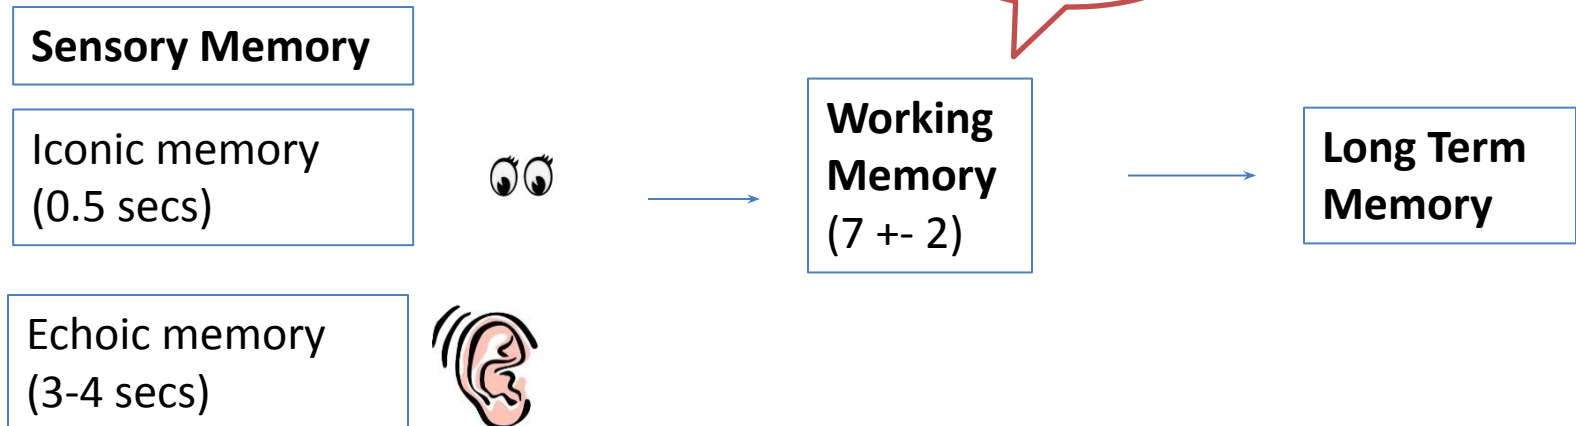 Sensory Memory
Iconic memory
(0.5 secs)
Echoic memory
(3-4 secs)
Working
Memory
(7 +- 2)
Long Term
Memory